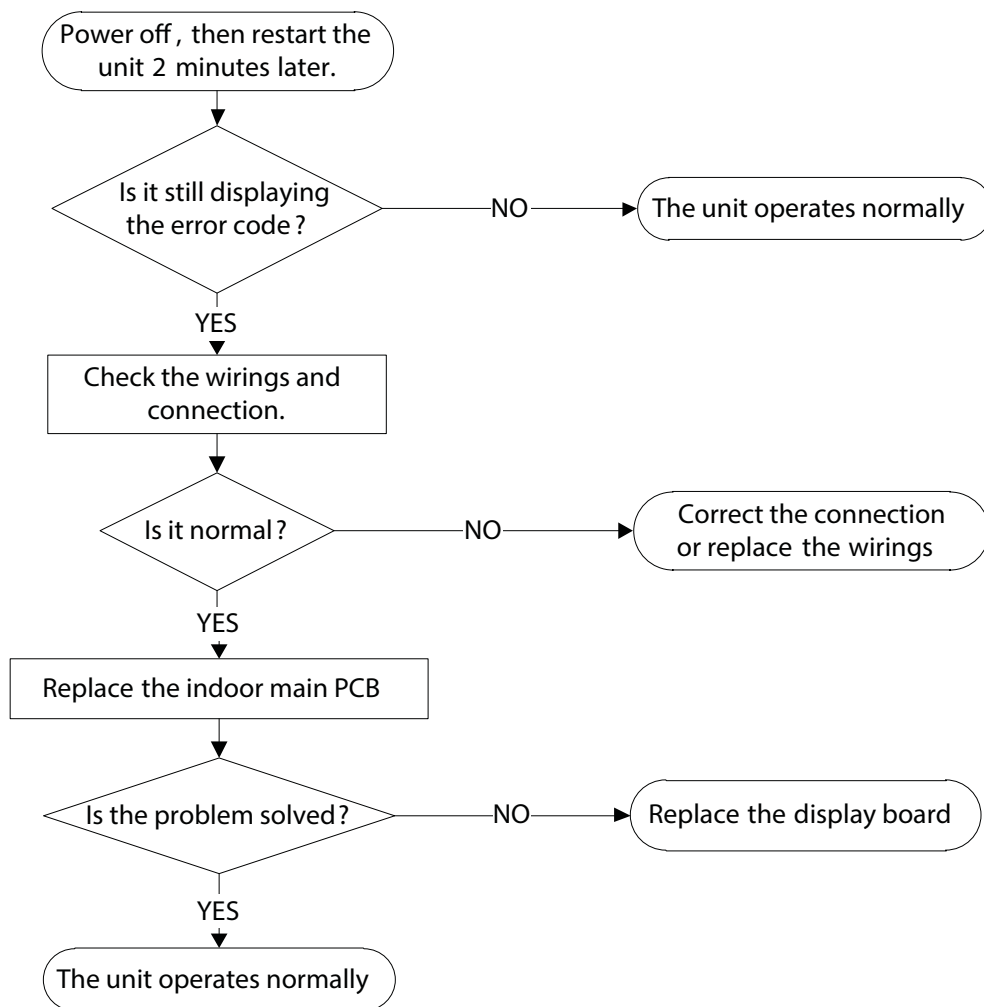 Power off, then restart the
unit 2 minutes later.
Is it still displaying
the error code?
NO
The unit operates normally
YES
Check the wirings and
connection.
Is it normal?
NO
Correct the connection
or replace the wirings
YES
Replace the indoor main PCB
Is the problem solved?
NO
Replace the display board
YES
The unit operates normally